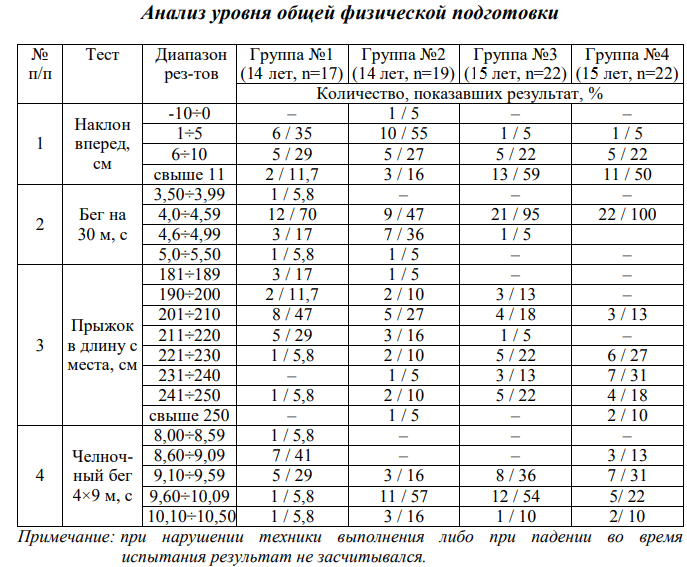 Анализ уровня общей физической подготовки
№ п/п Тест Диапазон рез-тов Группа №1 (14 лет, n=17) Группа №2 (14 лет, n=19) Группа №3 (15 лет, n=22) Группа №4 (15 лет, n=22)
Количество, показавших результат, %
1 Наклон вперед, см -10÷0 – 1 / 5 – –
1÷5 6 / 35 10 / 55 1 / 5 1 / 5
6÷10 5 / 29 5 / 27 5 / 22 5 / 22
свыше 11 2 / 11,7 3 / 16 13 / 59 11 / 50
2 Бег на 30 м, с 3,50÷3,99 1 / 5,8 – – –
4,0÷4,59 12 / 70 9 / 47 21 / 95 22 / 100
4,6÷4,99 3 / 17 7 / 36 1 / 5 –
5,0÷5,50 1 / 5,8 1 / 5 – –
3 Прыжок в длину с места, см 181÷189 3 / 17 1 / 5 – –
190÷200 2 / 11,7 2 / 10 3 / 13 –
201÷210 8 / 47 5 / 27 4 / 18 3 / 13
211÷220 5 / 29 3 / 16 1 / 5 –
221÷230 1 / 5,8 2 / 10 5 / 22 6 / 27
231÷240 – 1 / 5 3 / 13 7 / 31
241÷250 1 / 5,8 2 / 10 5 / 22 4 / 18
свыше 250 – 1 / 5 – 2 / 10
4 Челноч- ный бег 4×9 м, с 8,00÷8,59 1 / 5,8 – – –
8,60÷9,09 7 / 41 – – 3 / 13
9,10÷9,59 5 / 29 3 / 16 8 / 36 7 / 31
9,60÷10,09 1 / 5,8 11 / 57 12 / 54 5/ 22
10,10÷10,50 1 / 5,8 3 / 16 1 / 10 2/ 10
Примечание: при нарушении техники выполнения либо при падении во время
испытания результат не засчитывался.